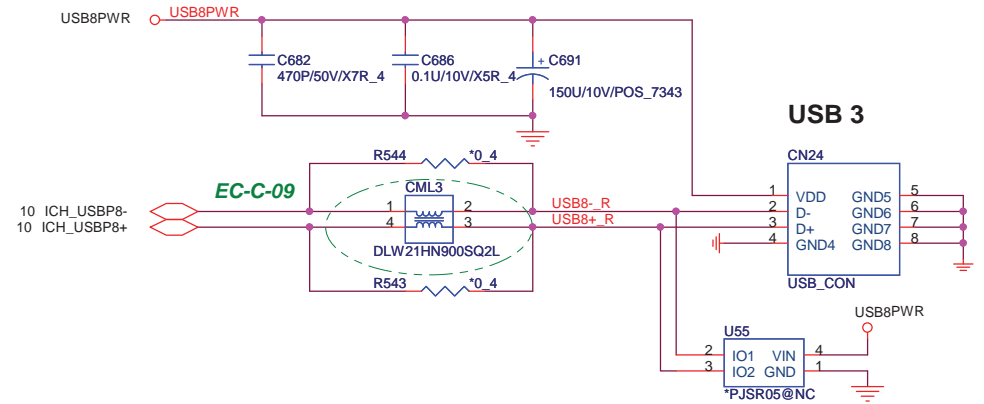 USB8PWR
USB8PWR
C682
470P/50V/X7R_4
C686
0.1U/10V/X5R_4
+
C691
150U/10V/POS_7343
USB 3
CN24
R544
*0_4
EC-C-09
CML3
1
2
4
3
DLW21HN900SQ2L
R543
*0_4
10 ICH_USBP8-
10 ICH_USBP8+
USB8-_R
USB8+_R
1 VDD GND5 5
2 D- GND6 6
3 D+ GND7 7
4 GND4 GND8 8
USB_CON
USB8PWR
U55
2 IO1 VIN 4
3 IO2 GND 1
*PJSR05@NC